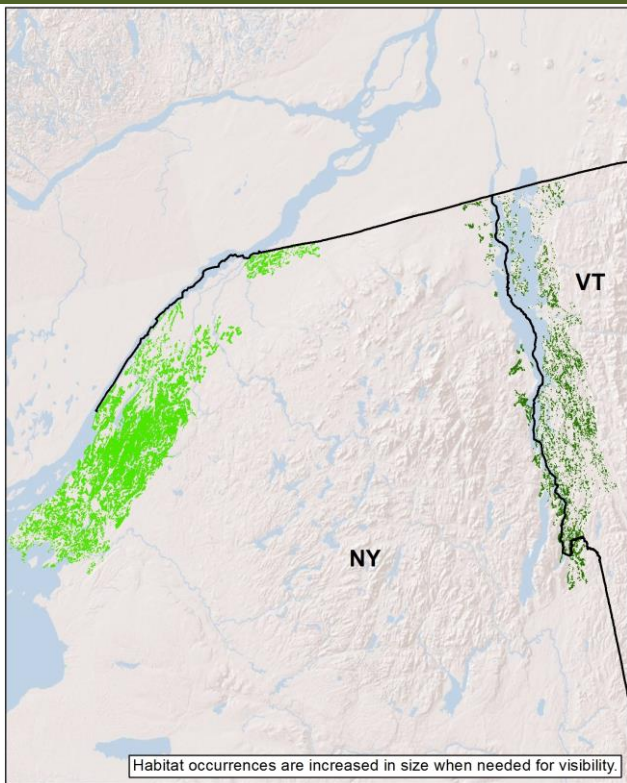 VT
NY
Habitat occurrences are increased in size when needed for visibility.